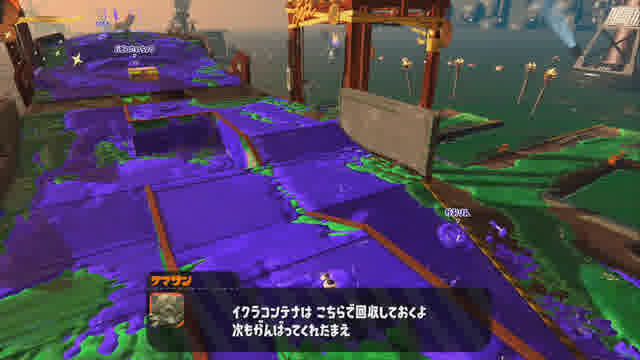 クマサン
イクラコンテナは こちらで回収しておくよ
次もがんばってくれたまえ